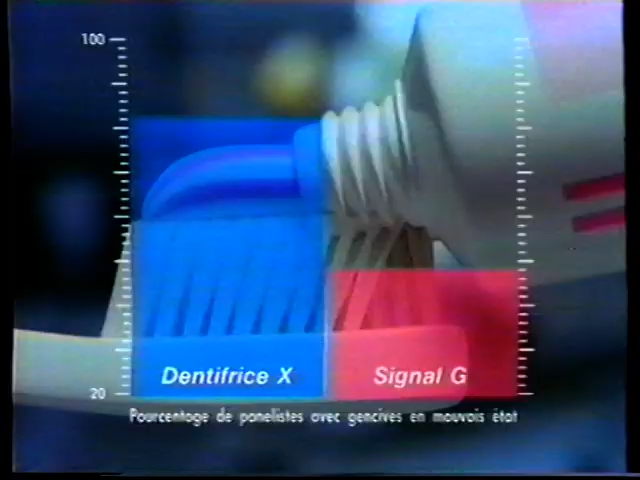 100
20
Dentifrice X
Signal G
Pourcentage de panelistes avec gencives en mauvais état